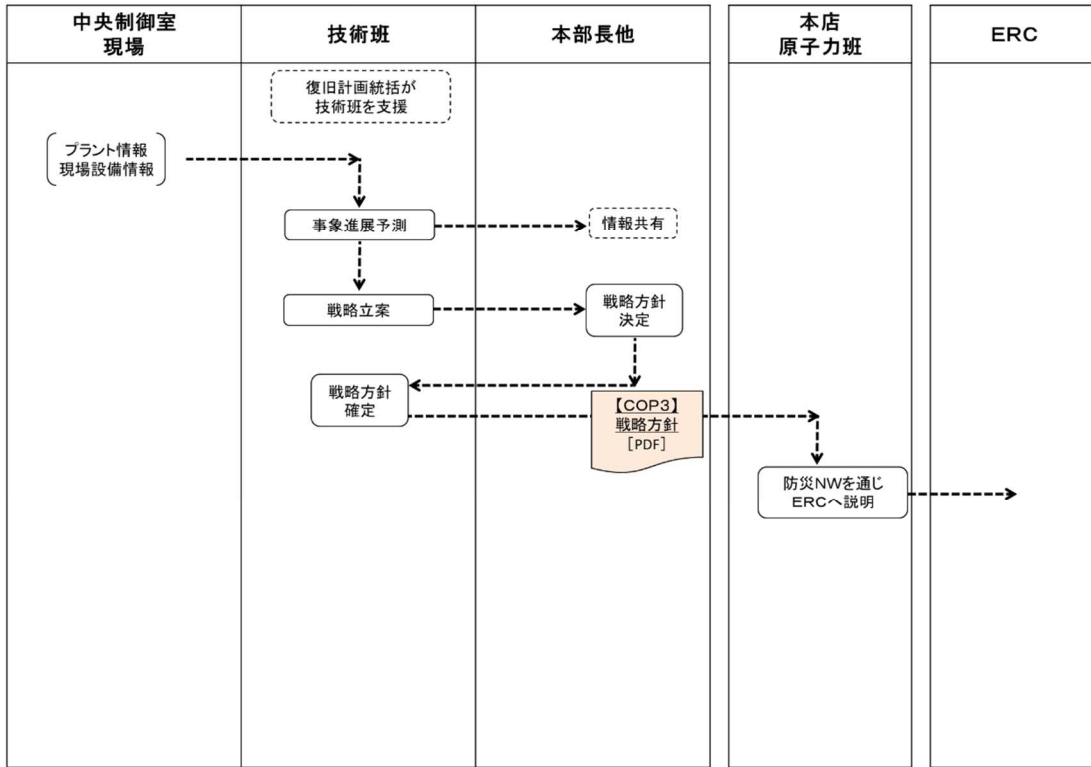 中央制御室
現場
技術班
本部長他
本店
原子力班
ERC
復旧計画統括が
技術班を支援
プラント情報
現場設備情報
事象進展予測
情報共有
戦略立案
戦略方針
決定
戦略方針
確定
【COP3】
戦略方針
［PDF］
防災NWを通じ
ERCへ説明